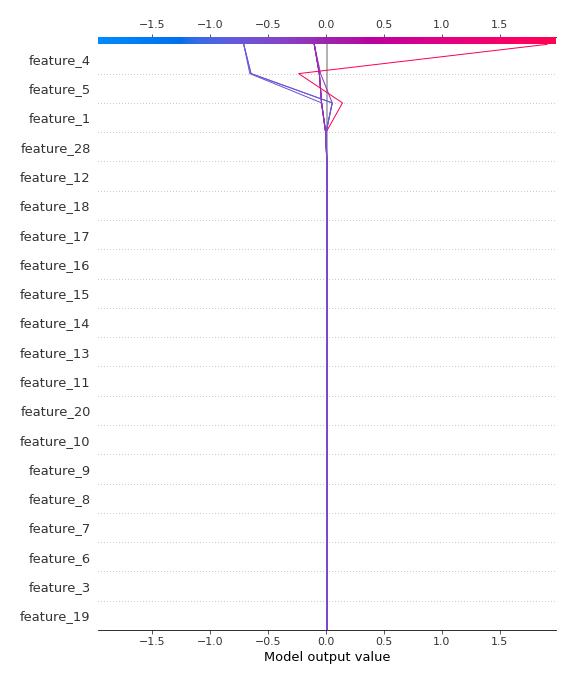 −1.5 −1.0 −0.5 0.0 0.5 1.0 1.5
feature_4
feature_5
feature_1
feature_28
feature_12
feature_18
feature_17
feature_16
feature_15
feature_14
feature_13
feature_11
feature_20
feature_10
feature_9
feature_8
feature_7
feature_6
feature_3
feature_19
−1.5 −1.0 −0.5 0.0 0.5 1.0 1.5
Model output value